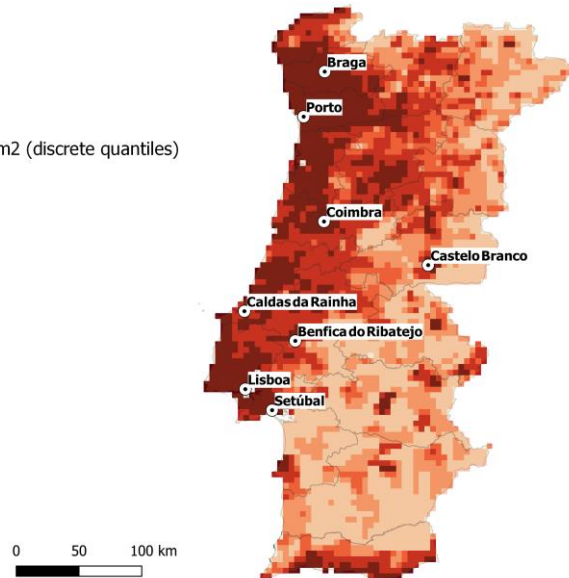 Braga
Porto
m2 (discrete quantiles)
Coimbra
Castelo Branco
Caldas da Rainha
Benfica do Ribatejo
Lisboa
Setúbal
0 50 100 km